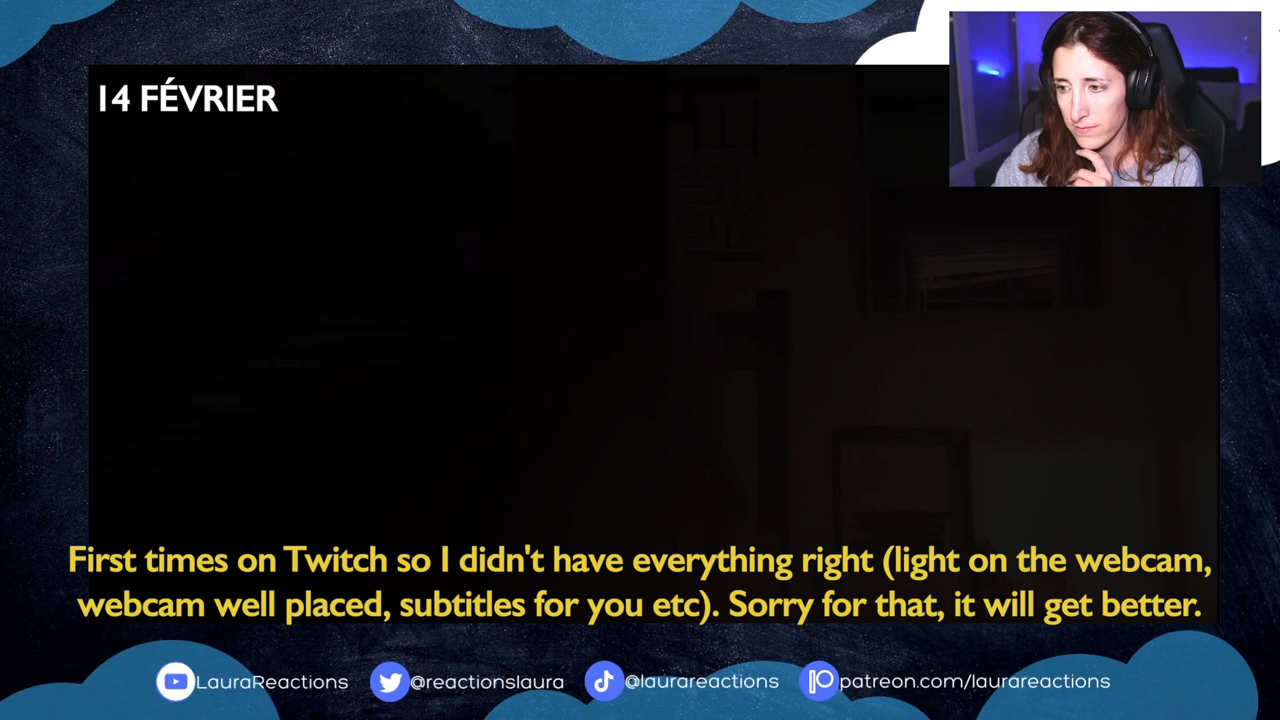 14 FÉVRIER
First times on Twitch so I didn't have everything right (light on the webcam,
webcam well placed, subtitles for you etc). Sorry for that, it will get better.
LauraReactions @reactionslaura @laurareactions patreon.com/laurareactions